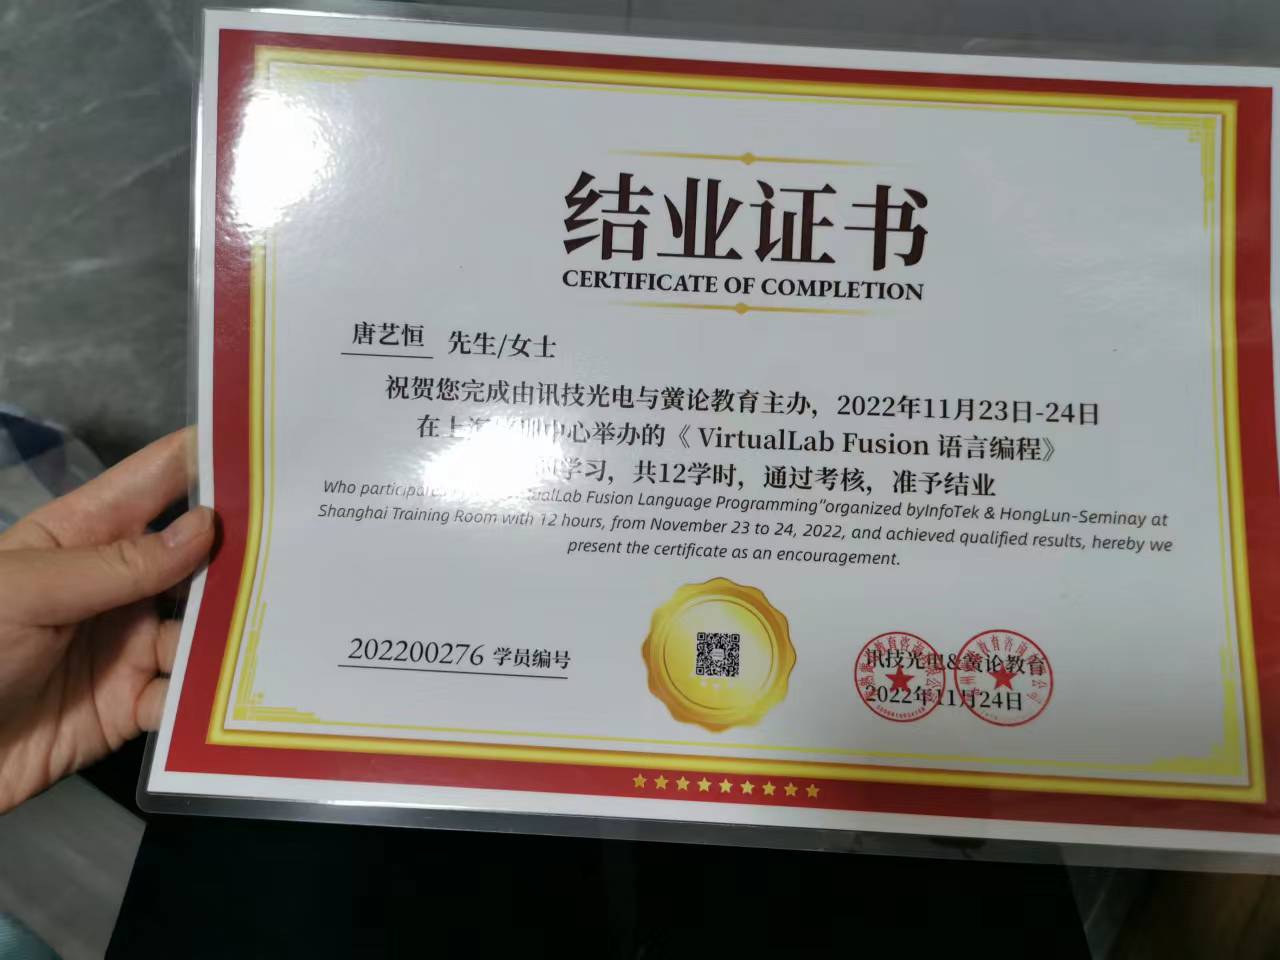 结业证书
CERTIFICATE OF COMPLETION
唐艺恒 先生/女士
祝贺您完成由讯技光电与黉论教育主办，2022年11月23日-24日
在上海 中心举办的《 VirtualLab Fusion 语言编程》
学习，共12学时，通过考核，准予结业
Who participated Fusion Language Programming"organized byInfoTek & HongLun-Seminay at
Shanghai Training Room with 12 hours, from November 23 to 24, 2022, and achieved qualified results, hereby we
present the certificate as an encouragement.
202200276 学员编号
讯技光电&黉论教育
2022年11月24日